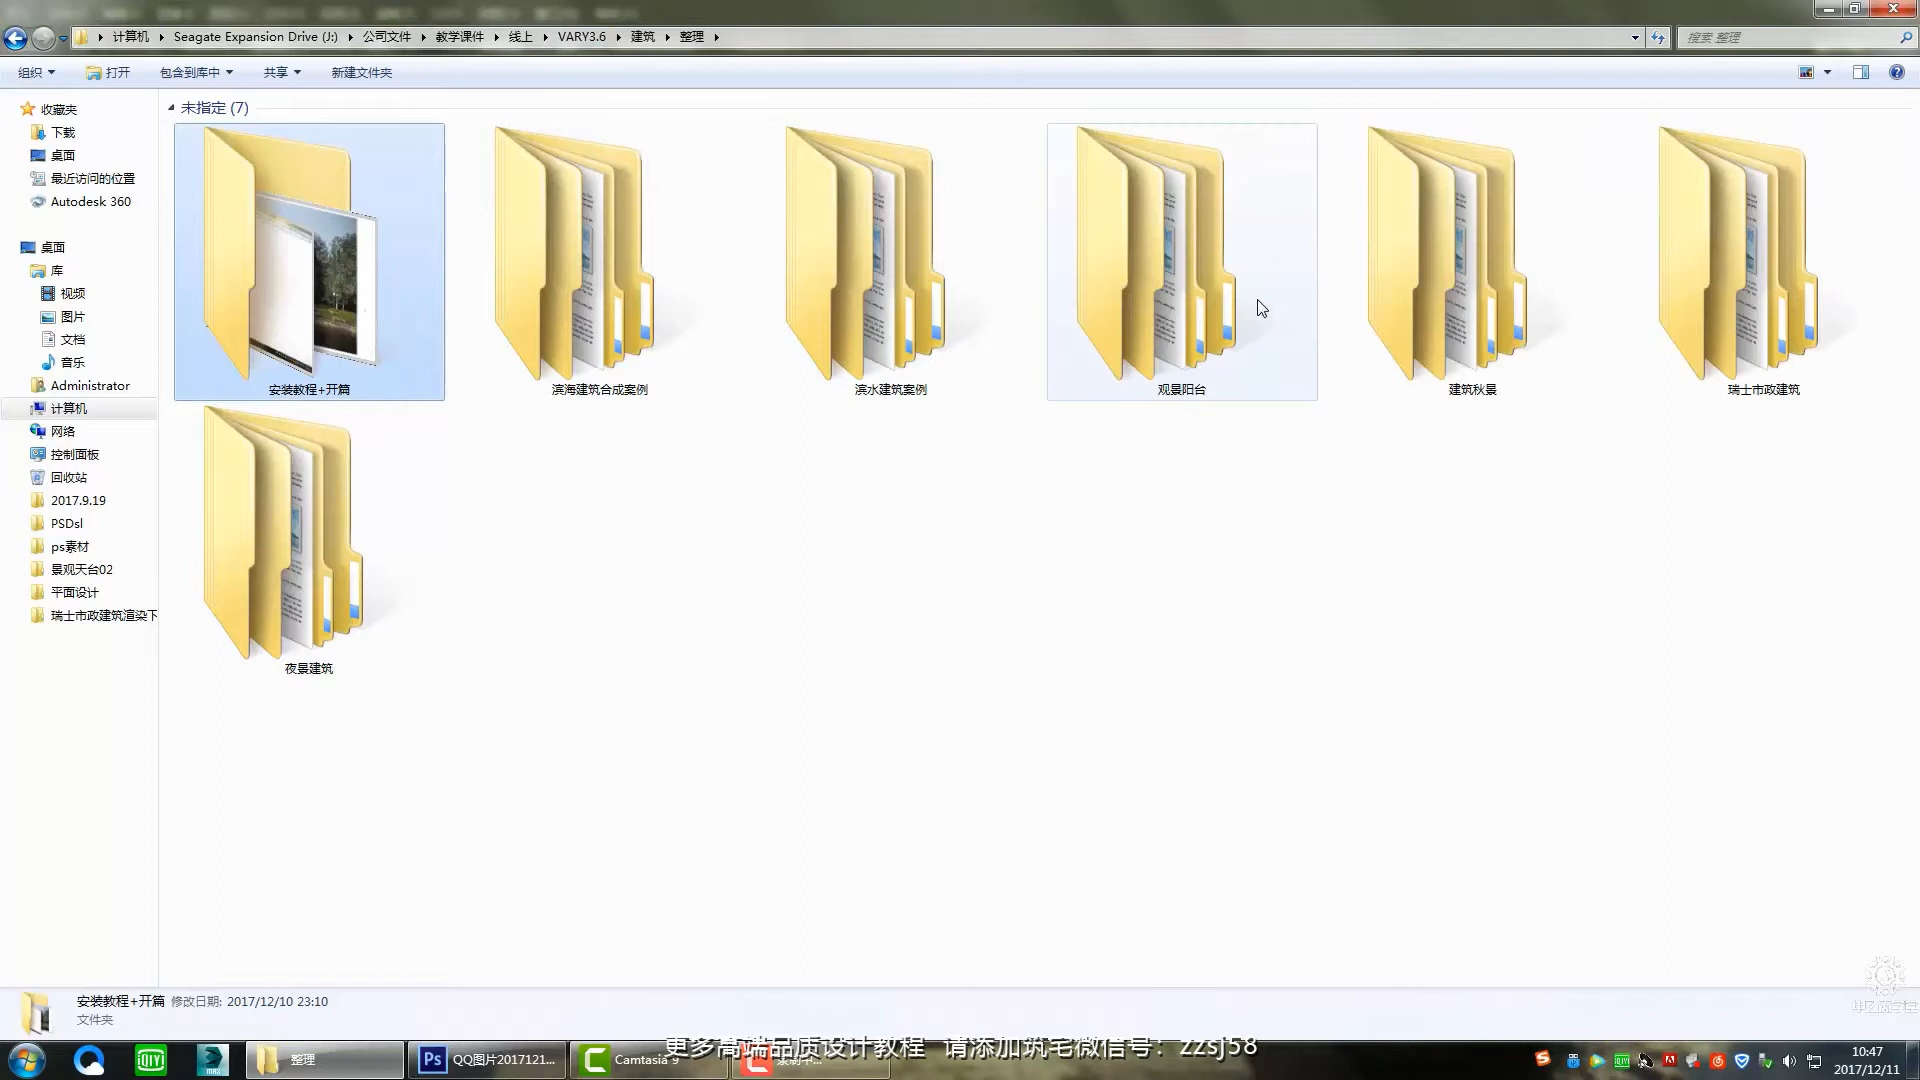 计算机 Seagate Expansion Drive (J:) 公司文件 教学课件 线上 VARY3.6 建筑 整理
搜索 整理
组织 打开 包含到库中 共享 新建文件夹
收藏夹
下载
桌面
最近访问的位置
Autodesk 360
桌面
库
视频
图片
文档
音乐
Administrator
计算机
网络
控制面板
回收站
2017.9.19
PSDsl
ps素材
景观天台02
平面设计
瑞士市政建筑渲染下
未指定 (7)
安装教程+开篇
滨海建筑合成案例
滨水建筑案例
观景阳台
建筑秋景
瑞士市政建筑
夜景建筑
安装教程+开篇 修改日期: 2017/12/10 23:10
文件夹
更多高端品质设计教程 请添加筑宅微信号：zzsj58
整理
QQ图片2017121...
Camtasia 9
10:47
2017/12/11